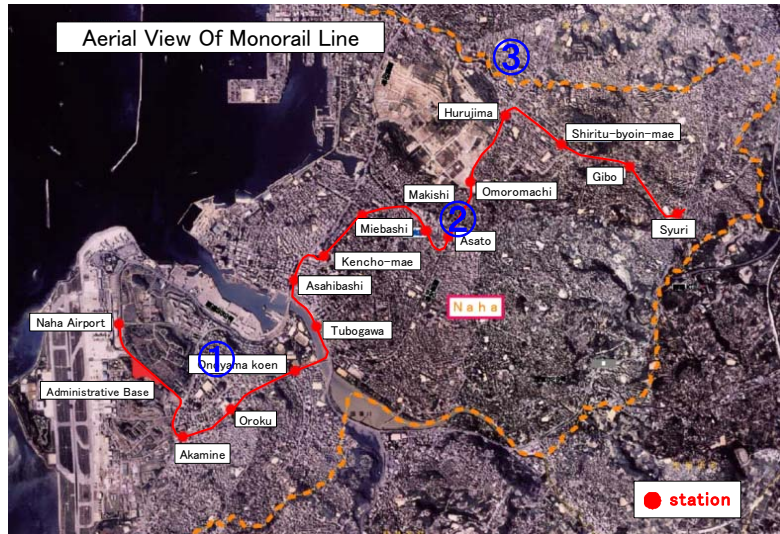 Aerial View Of Monorail Line
③
Hurujima
Shiritu-byoin-mae
Gibo
Makishi
Omoromachi
②
Miebashi
Asato
Syuri
Kencho-mae
Asahibashi
Naha
Naha Airport
Tubogawa
①
Onoyama koen
Administrative Base
Oroku
Akamine
station